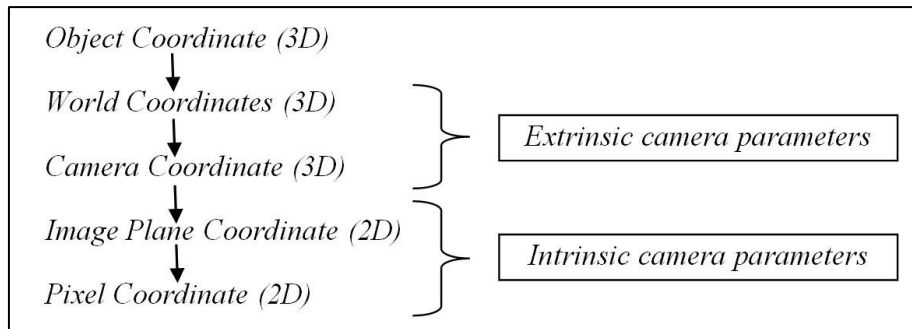 Object Coordinate (3D)
World Coordinates (3D)
Extrinsic camera parameters
Camera Coordinate (3D)
Image Plane Coordinate (2D)
Intrinsic camera parameters
Pixel Coordinate (2D)